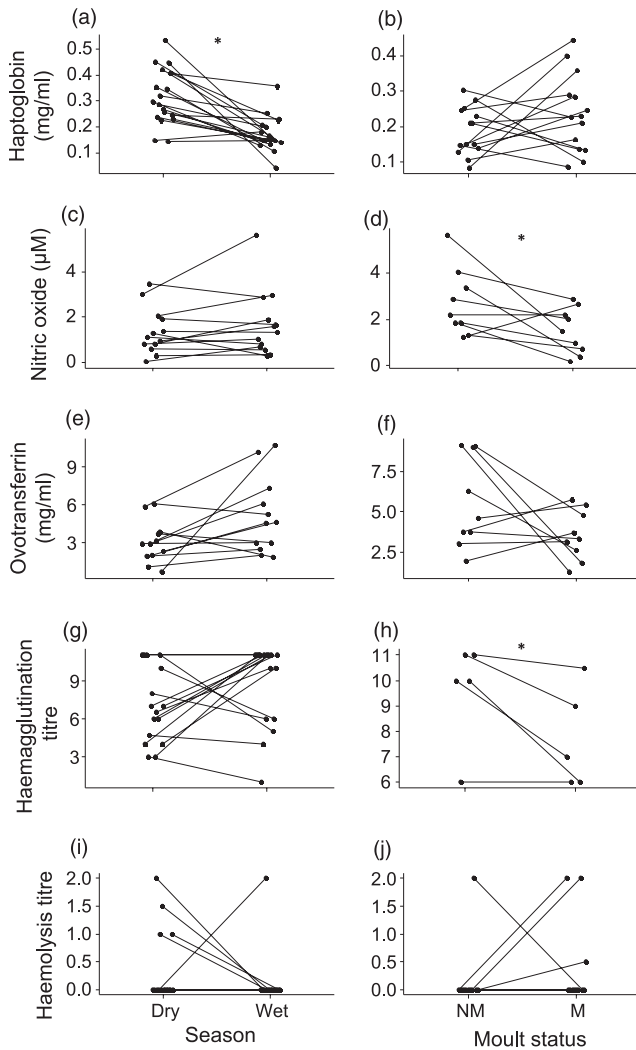 (a)
*
(b)
Haptoglobin
(mg/ml)
0.5
0.4
0.3
0.2
0.1
0.4
0.3
0.2
0.1
(c)
(d)
*
Nitric oxide (µM)
4
2
0
4
2
0
(e)
(f)
Ovotransferrin
(mg/ml)
9
6
3
7.5
5.0
2.5
(g)
(h)
*
Haemagglutination
titre
9
6
3
11
10
9
8
7
6
(i)
(j)
Haemolysis titre
2.0
1.5
1.0
0.5
0.0
2.0
1.5
1.0
0.5
0.0
Dry
Wet
NM
M
Season
Moult status